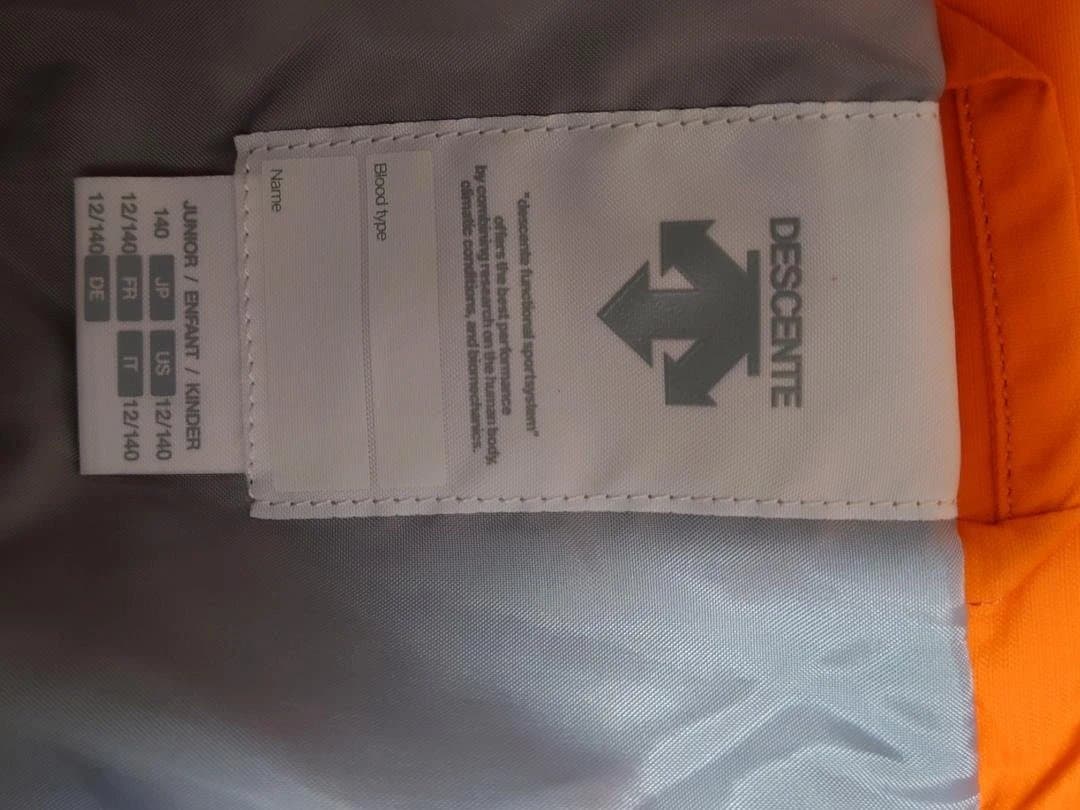 DESCENTE
"descente functional sportsystem"
offers the best performance
by combining research on the human body,
climatic conditions, and biomechanics.
Blood type
Name
JUNIOR / ENFANT / KINDER
140 JP US 12/140
12/140 FR IT 12/140
12/140 DE